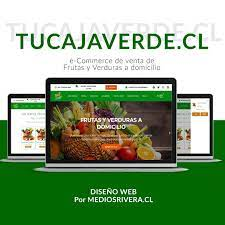 TUCAJAVERDE.CL
TUCAJAVERDE.CL
e-Commerce de venta de
Frutas y Verduras a domicilio
FRUTAS Y VERDURAS A
DOMICILIO
DISEÑO WEB
Por MEDIOSRIVERA.CL